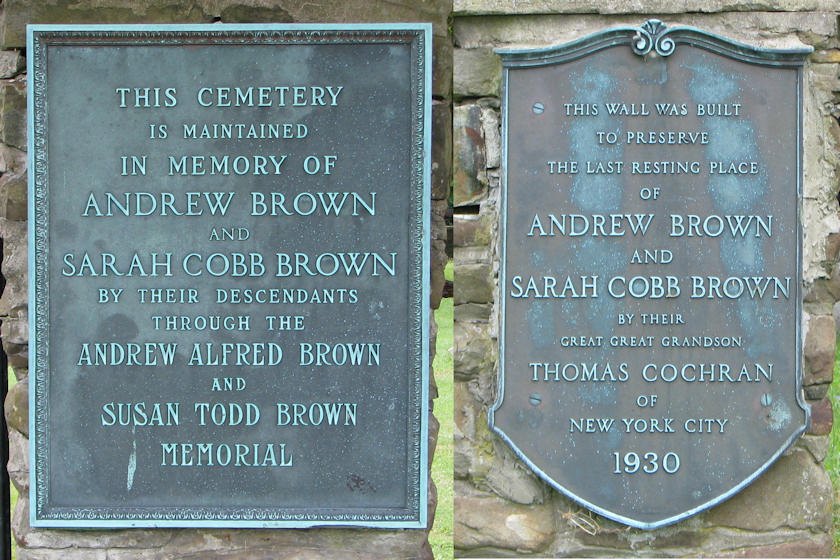 THIS CEMETERY
IS MAINTAINED
IN MEMORY OF
ANDREW BROWN
AND
SARAH COBB BROWN
BY THEIR DESCENDANTS
THROUGH THE
ANDREW ALFRED BROWN
AND
SUSAN TODD BROWN
MEMORIAL
THIS WALL WAS BUILT
TO PRESERVE
THE LAST RESTING PLACE
OF
ANDREW BROWN
AND
SARAH COBB BROWN
BY THEIR
GREAT GREAT GRANDSON
THOMAS COCHRAN
OF
NEW YORK CITY
1930